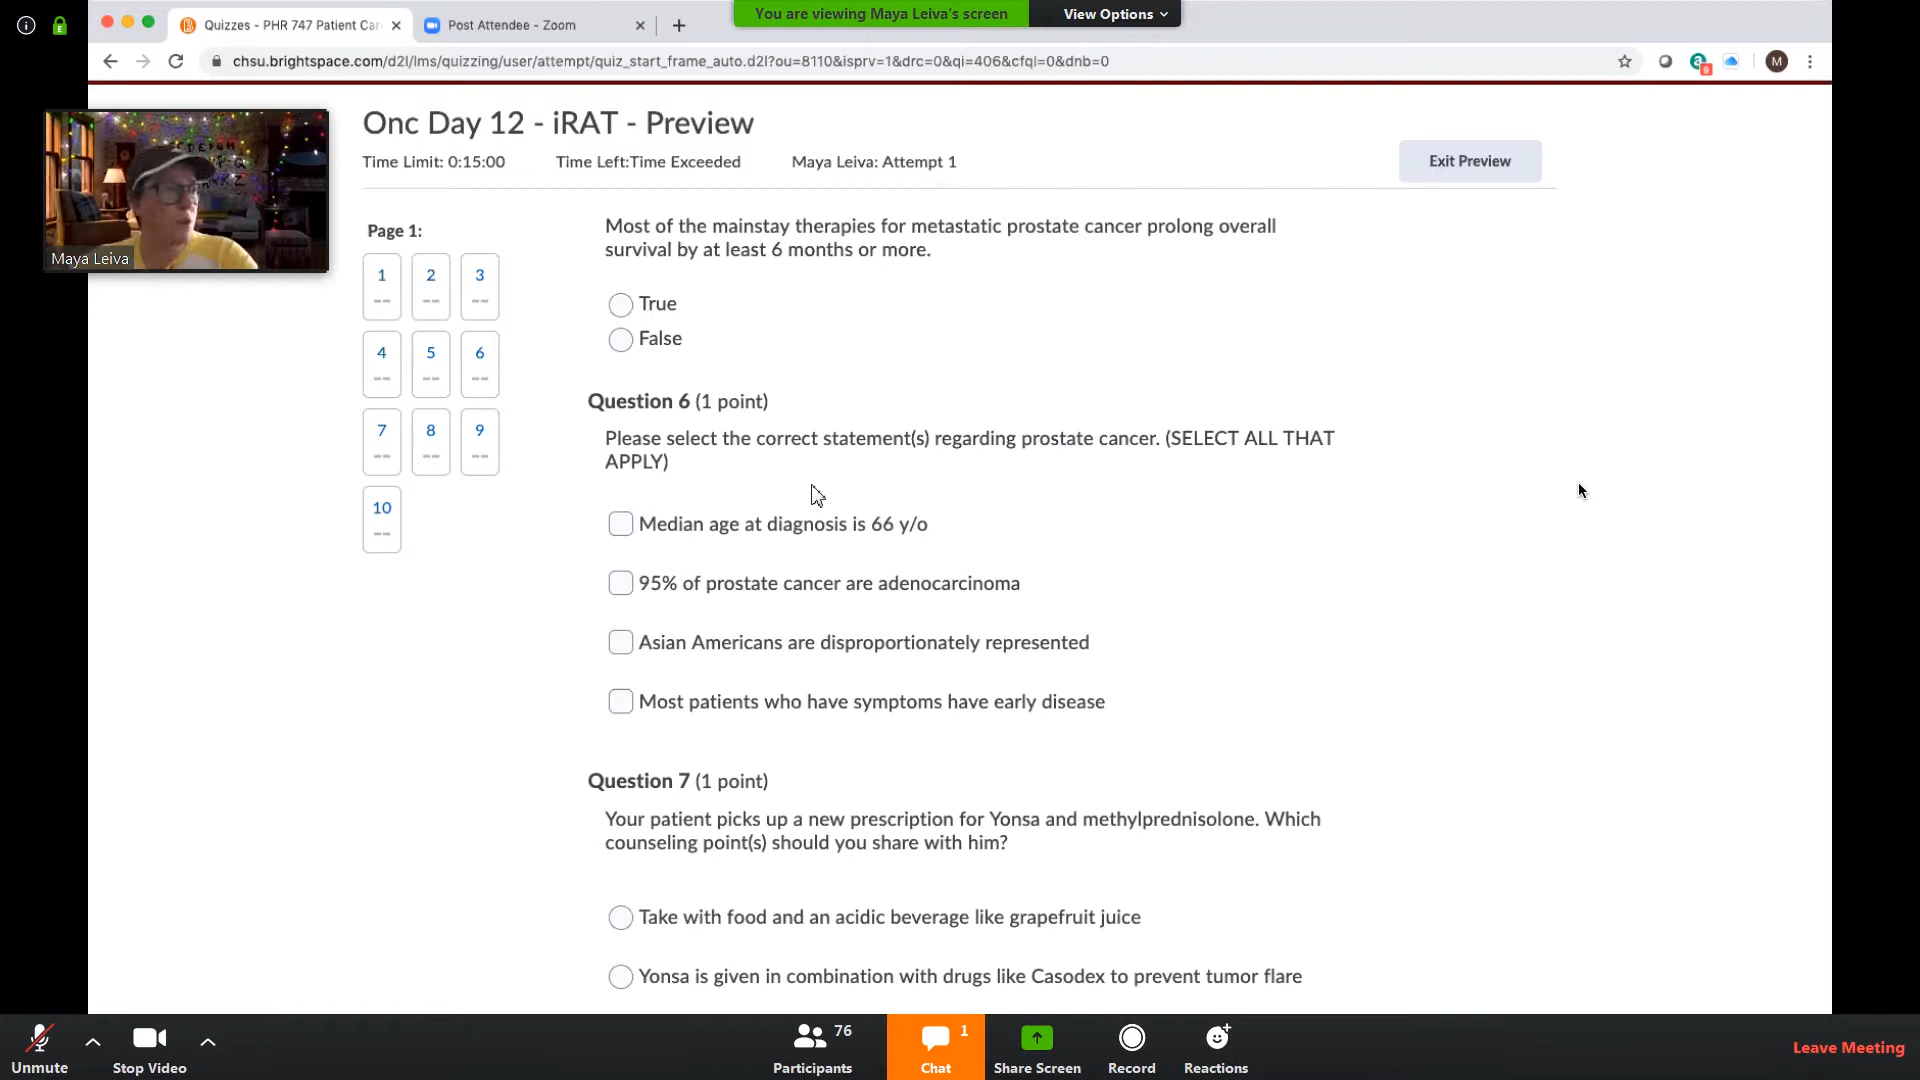 You are viewing Maya Leiva's screen
View Options
Quizzes - PHR 747 Patient Car
Post Attendee - Zoom
chsu.brightspace.com/d2l/lms/quizzing/user/attempt/quiz_start_frame_auto.d2l?ou=8110&isprv=1&drc=0&qi=406&cfql=0&dnb=0
M
9
Onc Day 12 - iRAT - Preview
Time Limit: 0:15:00 Time Left:Time Exceeded Maya Leiva: Attempt 1
Exit Preview
Maya Leiva
Page 1:
1 2 3
-- -- --
4 5 6
-- -- --
7 8 9
-- -- --
10
--
Most of the mainstay therapies for metastatic prostate cancer prolong overall
survival by at least 6 months or more.
True
False
Question 6 (1 point)
Please select the correct statement(s) regarding prostate cancer. (SELECT ALL THAT
APPLY)
Median age at diagnosis is 66 y/o
95% of prostate cancer are adenocarcinoma
Asian Americans are disproportionately represented
Most patients who have symptoms have early disease
Question 7 (1 point)
Your patient picks up a new prescription for Yonsa and methylprednisolone. Which
counseling point(s) should you share with him?
Take with food and an acidic beverage like grapefruit juice
Yonsa is given in combination with drugs like Casodex to prevent tumor flare
Unmute
Stop Video
Participants 76
Chat 1
Share Screen
Record
Reactions
Leave Meeting